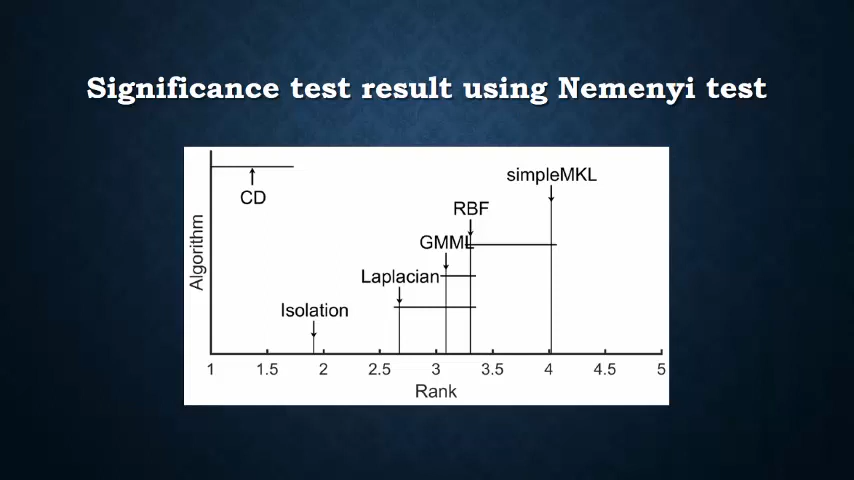 Significance test result using Nemenyi test
simpleMKL
CD
RBF
GMML
Laplacian
Isolation
Algorithm
1 1.5 2 2.5 3 3.5 4 4.5 5
Rank